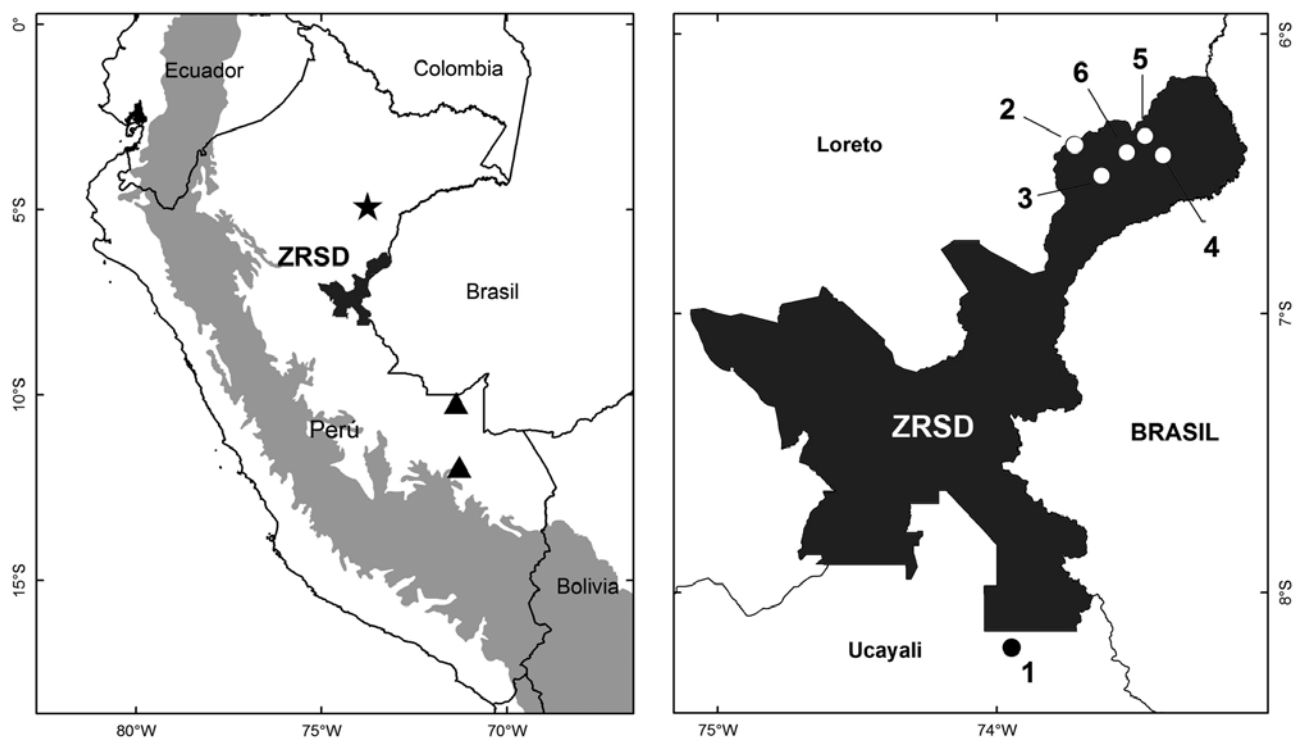 0°
5°S
10°S
15°S
80°W
75°W
70°W
Ecuador
Colombia
ZRSD
Brasil
Perú
Bolivia
6°S
7°S
8°S
75°W
74°W
5
6
2
Loreto
3
4
ZRSD
BRASIL
Ucayali
1